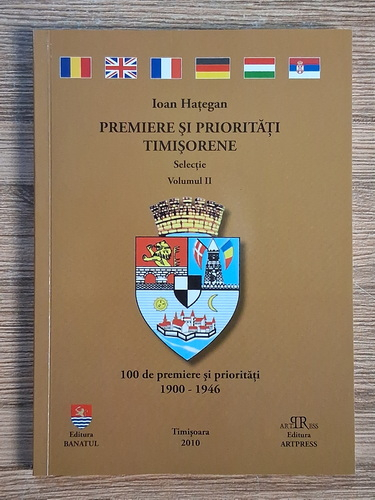 Ioan Hațegan
PREMIERE ȘI PRIORITĂȚI
TIMIȘORENE
Selecție
Volumul II
100 de premiere și priorități
1900 - 1946
Editura
BANATUL
Timișoara
2010
ARTPRESS
Editura
ARTPRESS